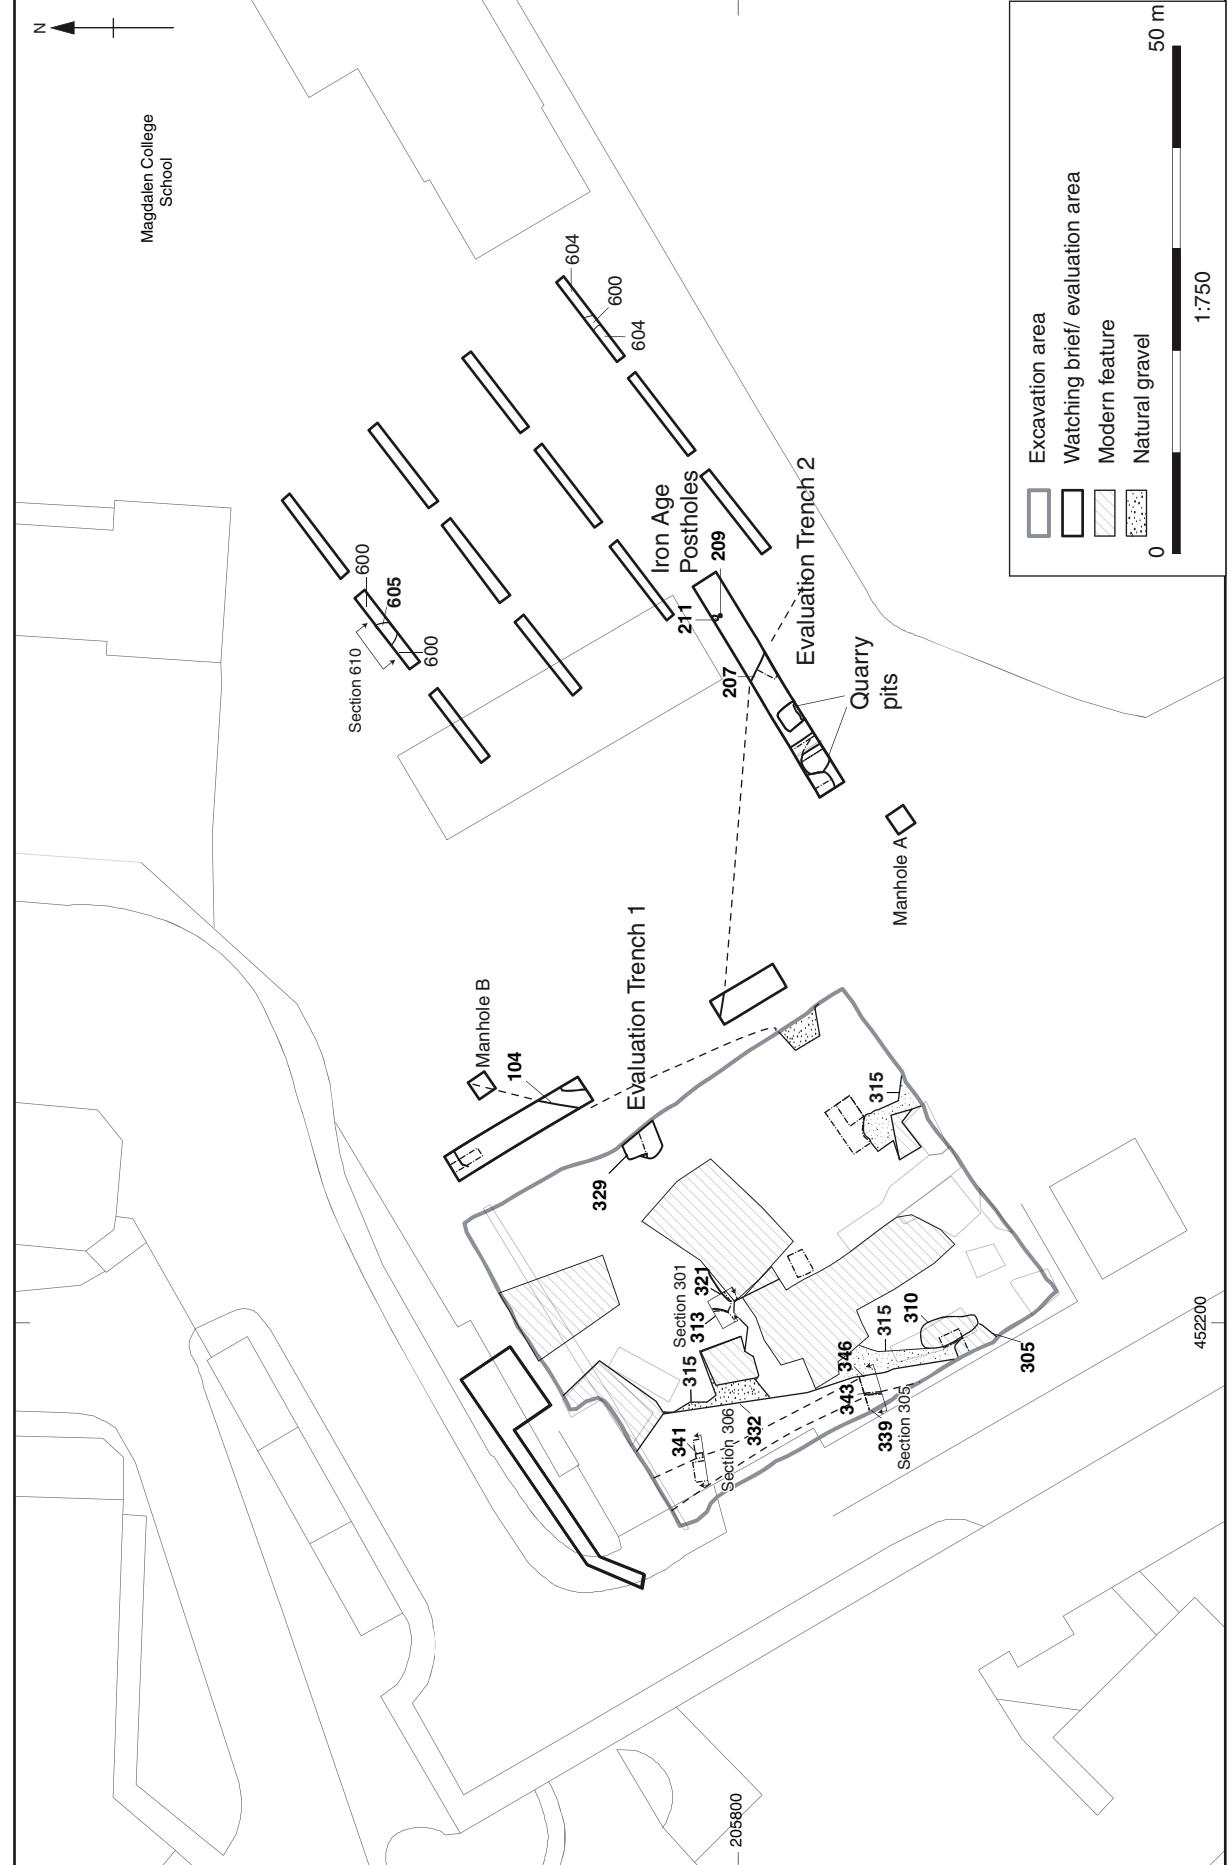 N
Magdalen College
School
Section 610
600
605
600
604
600
604
Iron Age
Postholes
211
209
207
Evaluation Trench 2
Quarry
pits
Manhole A
Manhole B
104
Evaluation Trench 1
329
315
Section 301
313
321
315
341
Section 306
332
343
346
315
310
339
Section 305
305
205800
452200
Excavation area
Watching brief/ evaluation area
Modern feature
Natural gravel
0
50 m
1:750